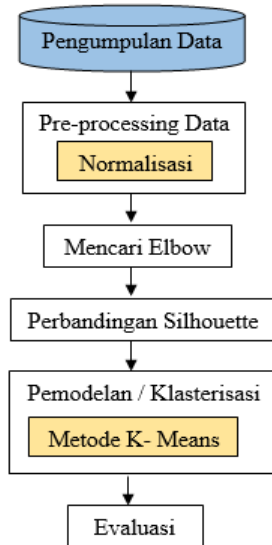 Pengumpulan Data
Pre-processing Data
Normalisasi
Mencari Elbow
Perbandingan Silhouette
Pemodelan / Klasterisasi
Metode K- Means
Evaluasi